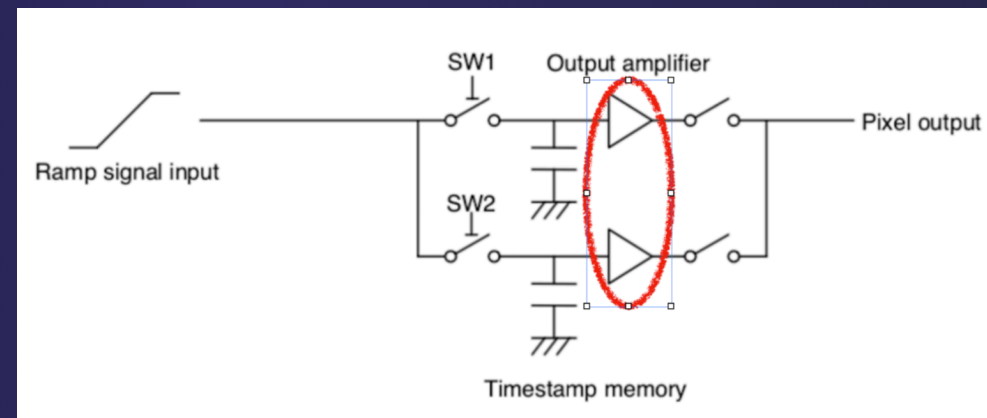 SW1
Output amplifier
Pixel output
Ramp signal input
SW2
Timestamp memory